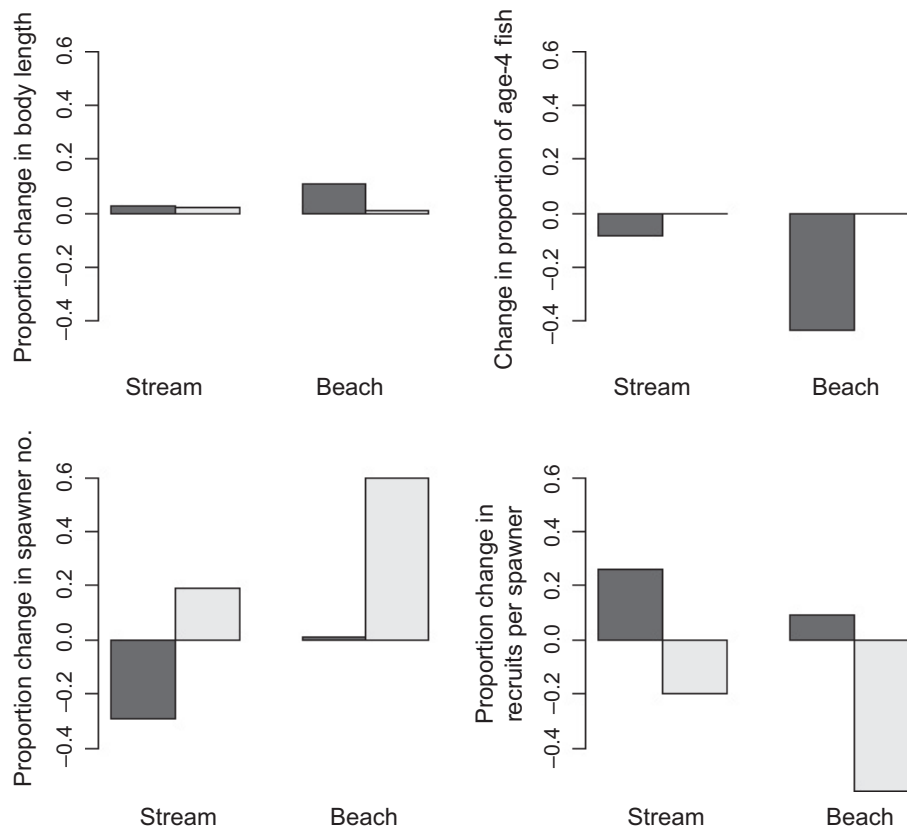 Proportion change in body length
0.6
0.4
0.2
0.0
−0.2
−0.4
Stream
Beach
Change in proportion of age-4 fish
0.6
0.4
0.2
0.0
−0.2
−0.4
Stream
Beach
Proportion change in spawner no.
0.6
0.4
0.2
0.0
−0.2
−0.4
Stream
Beach
Proportion change in
recruits per spawner
0.6
0.4
0.2
0.0
−0.2
−0.4
Stream
Beach